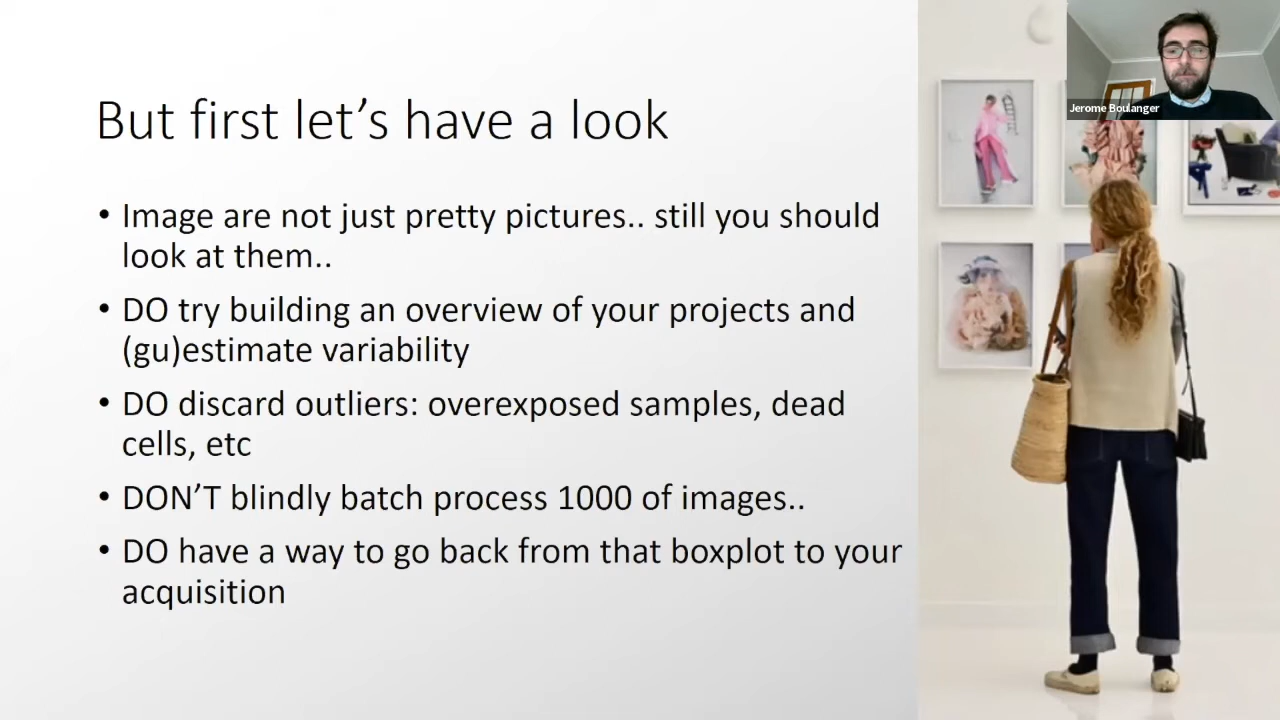 Jerome Boulanger
But first let's have a look
• Image are not just pretty pictures.. still you should
look at them..
• DO try building an overview of your projects and
(gu)estimate variability
• DO discard outliers: overexposed samples, dead
cells, etc
• DON'T blindly batch process 1000 of images..
• DO have a way to go back from that boxplot to your
acquisition